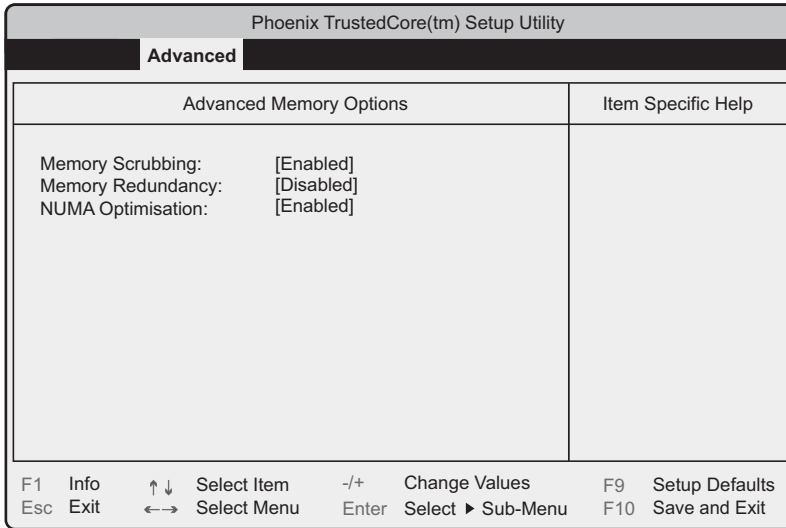 Phoenix TrustedCore(tm) Setup Utility
Advanced
Advanced Memory Options
Item Specific Help
Memory Scrubbing: [Enabled]
Memory Redundancy: [Disabled]
NUMA Optimisation: [Enabled]
F1 Info ↑ ↓ Select Item -/+ Change Values F9 Setup Defaults
Esc Exit ←→ Select Menu Enter Select ▶ Sub-Menu F10 Save and Exit